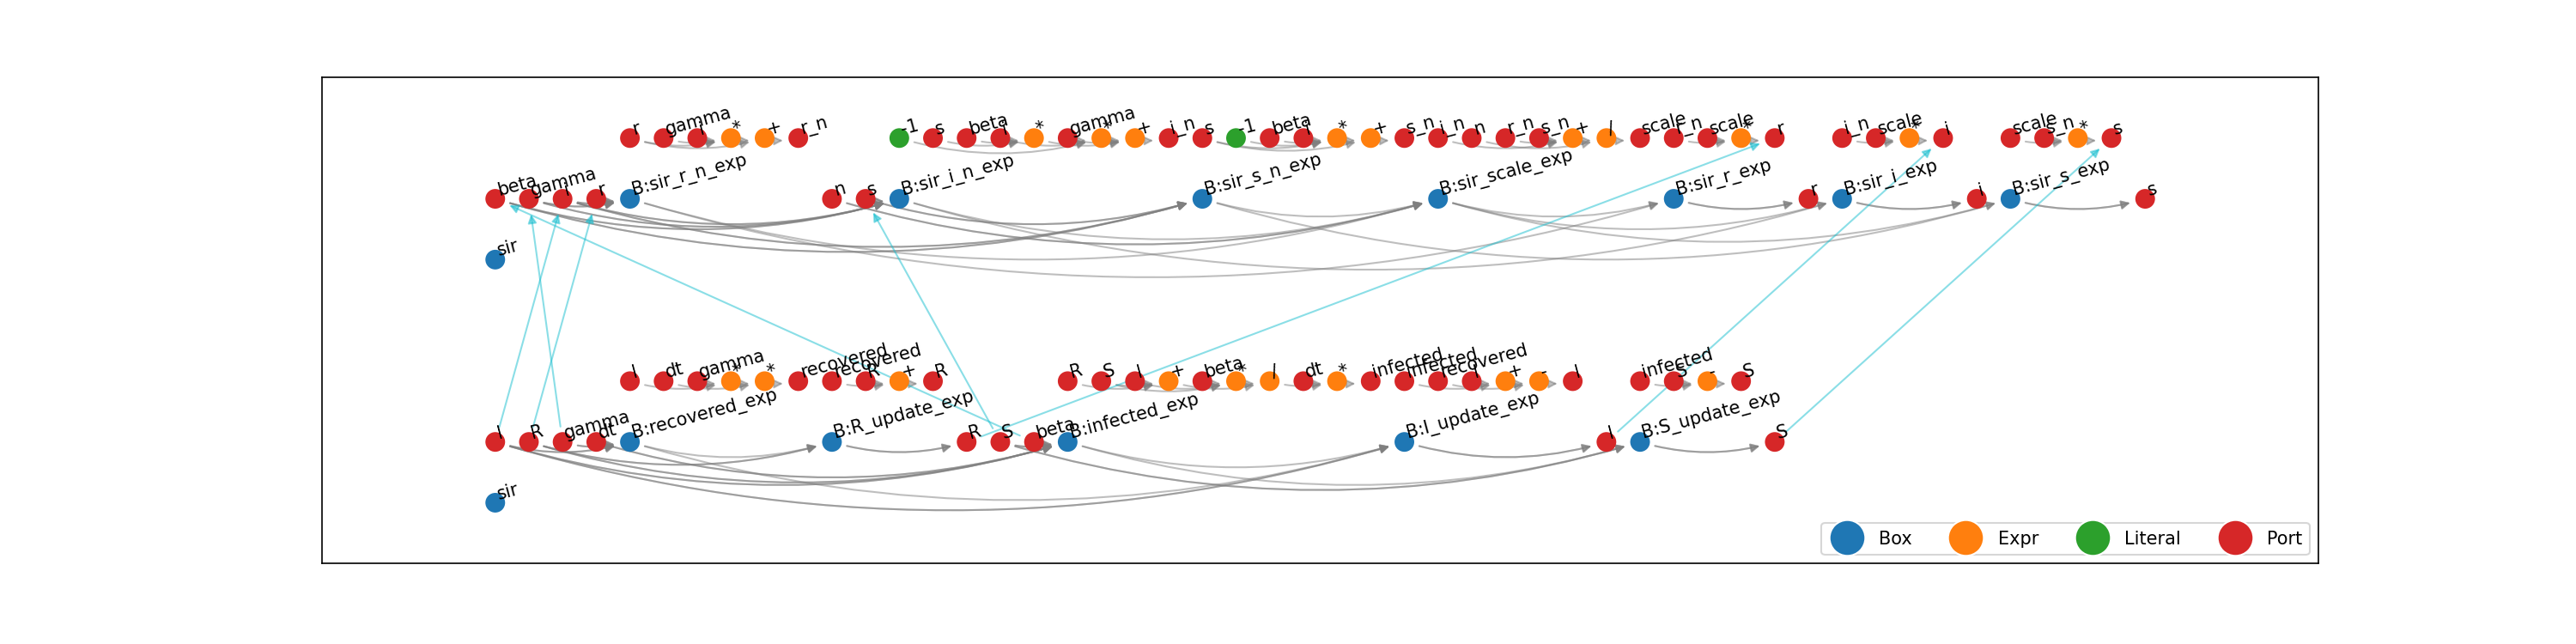 r gamma i * + r_n -1 s beta i * gamma * + i_n s -1 beta i * + s_n i_n n r_n s_n + / scale r_n scale * r i_n scale * i scale s_n * s
beta gamma i r B:sir_r_n_exp n s B:sir_i_n_exp B:sir_s_n_exp B:sir_scale_exp B:sir_r_exp r B:sir_i_exp i B:sir_s_exp s
sir
I dt gamma * * recovered recovered R + R R S I + beta * / dt * infected infected recovered I + - I infected S - S
I R gamma dt B:recovered_exp B:R_update_exp R S beta B:infected_exp B:I_update_exp I B:S_update_exp S
sir
Box Expr Literal Port